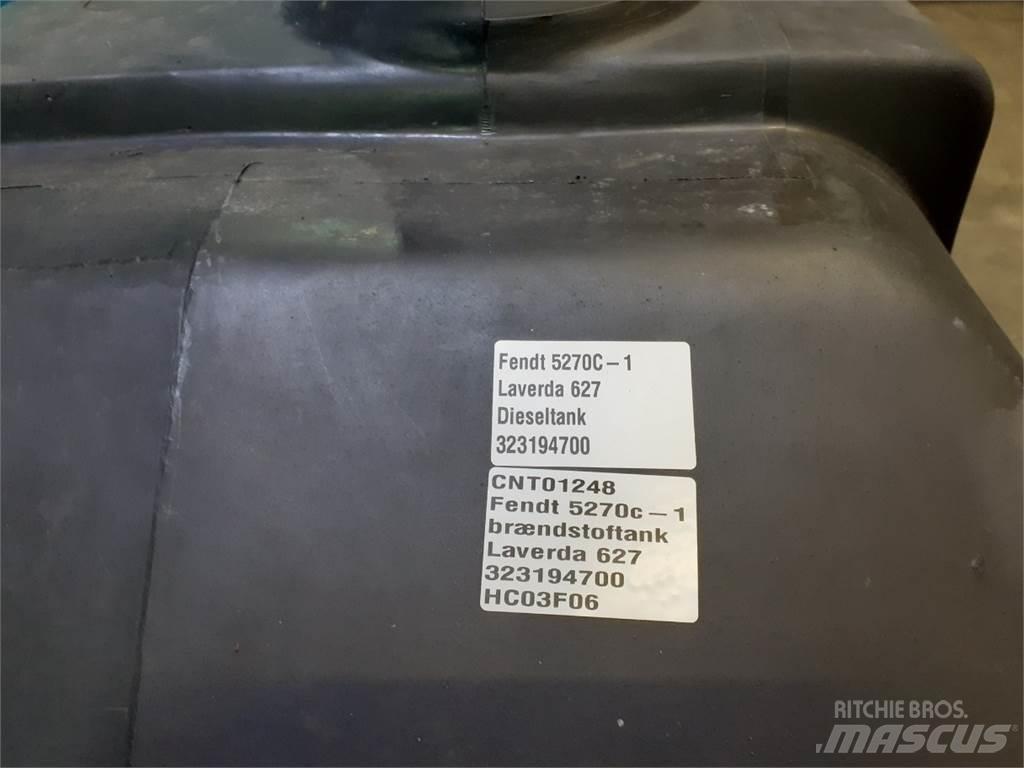 Fendt 5270C-1
Laverda 627
Dieseltank
323194700
CNT01248
Fendt 5270c-1
brændstoftank
Laverda 627
323194700
HC03F06
RITCHIE BROS.
MASCUS